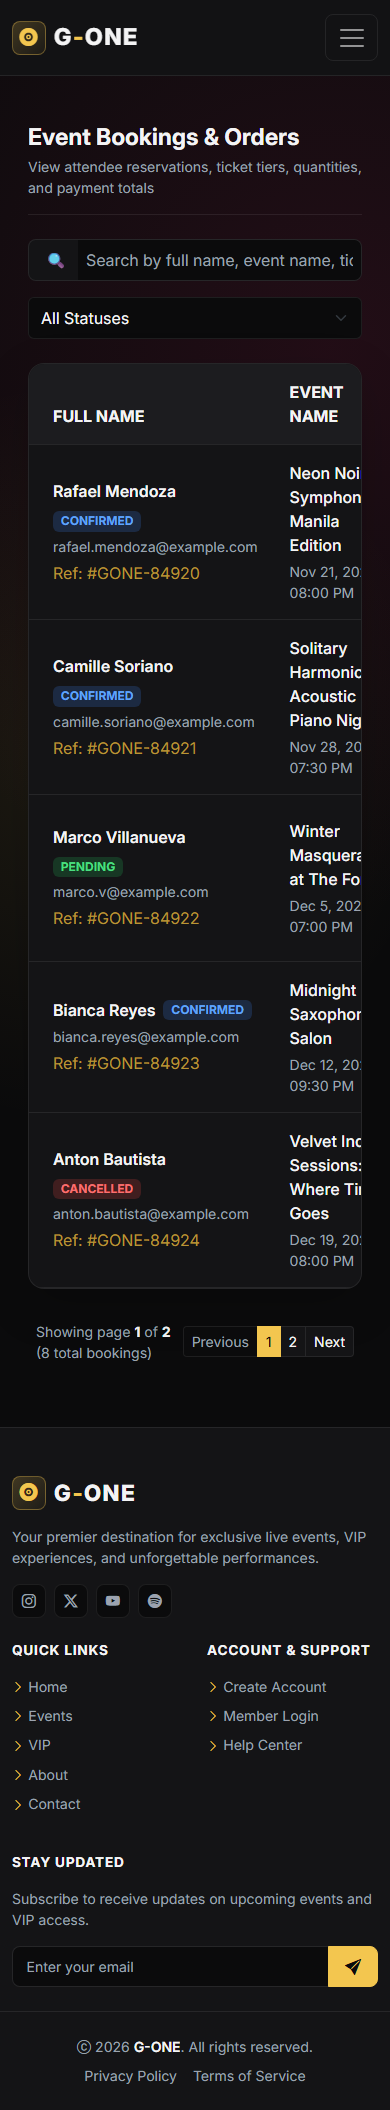 G-ONE
Event Bookings & Orders
View attendee reservations, ticket tiers, quantities,
and payment totals
Search by full name, event name, tic
All Statuses
FULL NAME
EVENT
NAME
Rafael Mendoza
CONFIRMED
rafael.mendoza@example.com
Ref: #GONE-84920
Neon Noi
Symphon
Manila
Edition
Nov 21, 202
08:00 PM
Camille Soriano
CONFIRMED
camille.soriano@example.com
Ref: #GONE-84921
Solitary
Harmonic
Acoustic
Piano Nig
Nov 28, 20
07:30 PM
Marco Villanueva
PENDING
marco.v@example.com
Ref: #GONE-84922
Winter
Masquera
at The Fo
Dec 5, 202
07:00 PM
Bianca Reyes CONFIRMED
bianca.reyes@example.com
Ref: #GONE-84923
Midnight
Saxophon
Salon
Dec 12, 202
09:30 PM
Anton Bautista
CANCELLED
anton.bautista@example.com
Ref: #GONE-84924
Velvet Ind
Sessions:
Where Ti
Goes
Dec 19, 202
08:00 PM
Showing page 1 of 2
(8 total bookings)
Previous 1 2 Next
G-ONE
Your premier destination for exclusive live events, VIP
experiences, and unforgettable performances.
QUICK LINKS
Home
Events
VIP
About
Contact
ACCOUNT & SUPPORT
Create Account
Member Login
Help Center
STAY UPDATED
Subscribe to receive updates on upcoming events and
VIP access.
Enter your email
© 2026 G-ONE. All rights reserved.
Privacy Policy Terms of Service